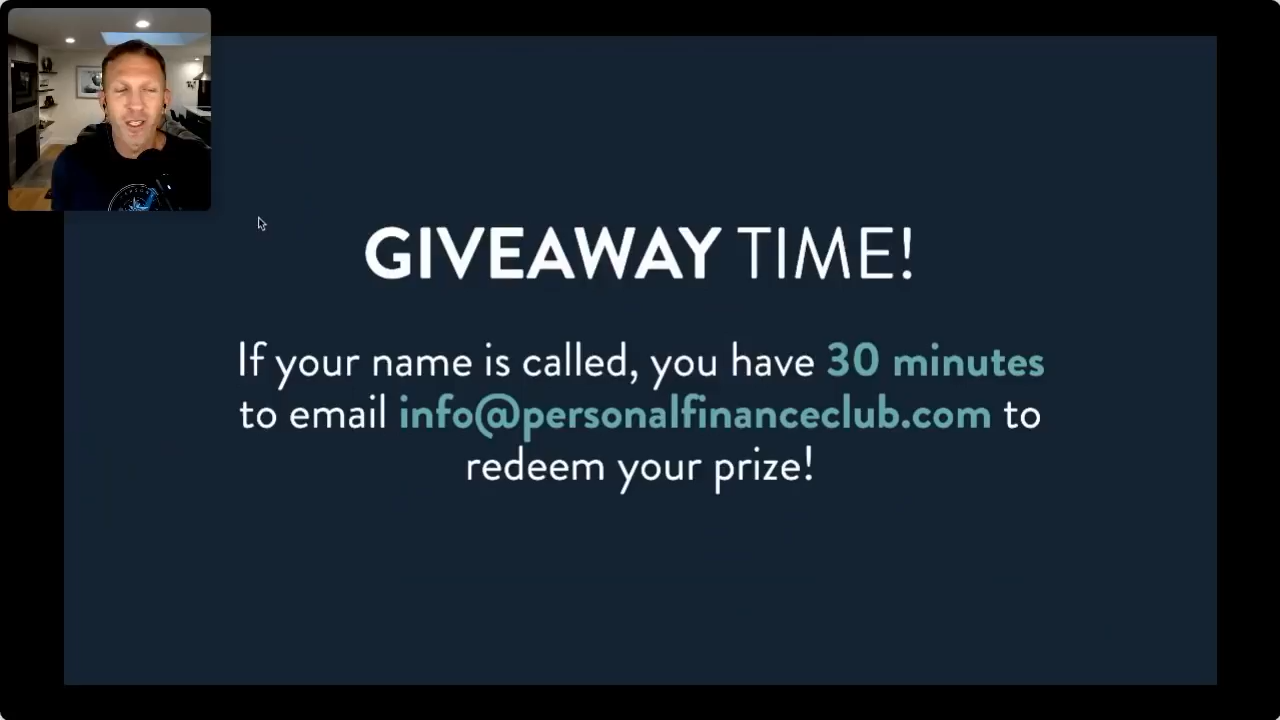 GIVEAWAY TIME!
If your name is called, you have 30 minutes
to email info@personalfinanceclub.com to
redeem your prize!